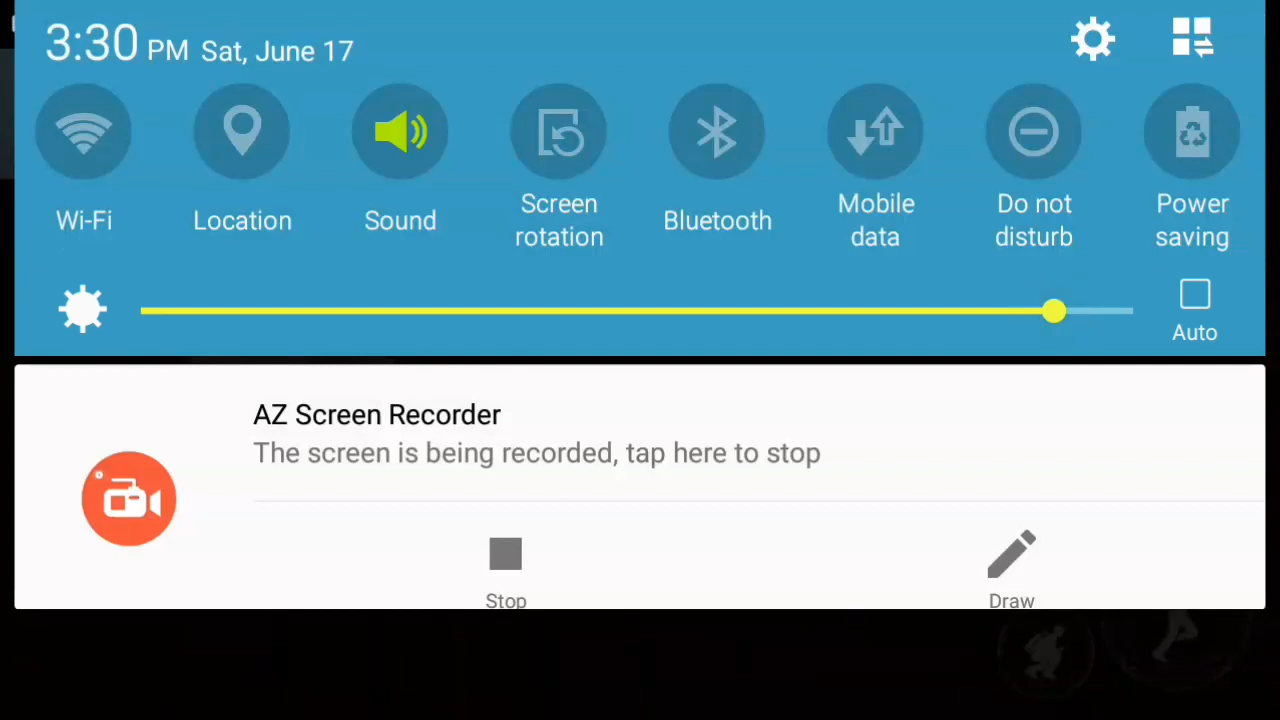 3:30 PM Sat, June 17
Wi-Fi
Location
Sound
Screen
rotation
Bluetooth
Mobile
data
Do not
disturb
Power
saving
Auto
AZ Screen Recorder
The screen is being recorded, tap here to stop
Stop
Draw